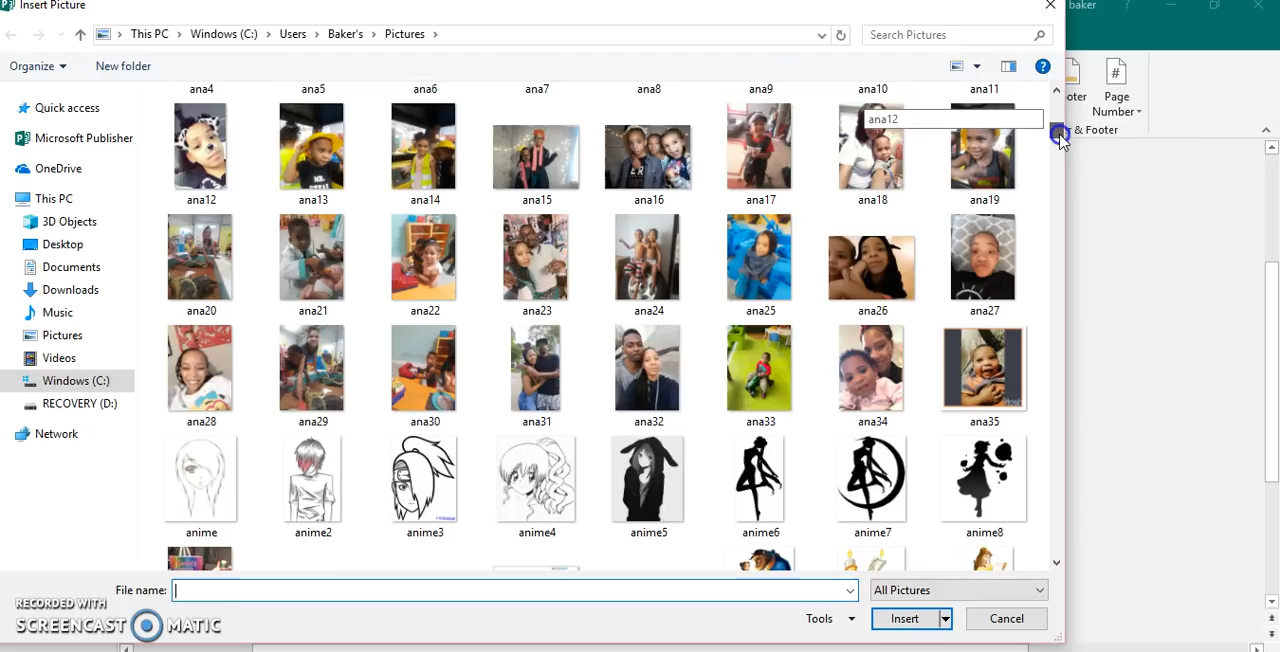 Insert Picture
baker
This PC
Windows (C:)
Users
Baker's
Pictures
Search Pictures
Organize
New folder
Page
Number
& Footer
Quick access
Microsoft Publisher
OneDrive
This PC
3D Objects
Desktop
Documents
Downloads
Music
Pictures
Videos
Windows (C:)
RECOVERY (D:)
Network
ana4 ana5 ana6 ana7 ana8 ana9 ana10 ana11
ana12
ana12 ana13 ana14 ana15 ana16 ana17 ana18 ana19
ana20 ana21 ana22 ana23 ana24 ana25 ana26 ana27
ana28 ana29 ana30 ana31 ana32 ana33 ana34 ana35
anime anime2 anime3 anime4 anime5 anime6 anime7 anime8
File name:
All Pictures
Tools
Insert
Cancel
RECORDED WITH
SCREENCAST MATIC